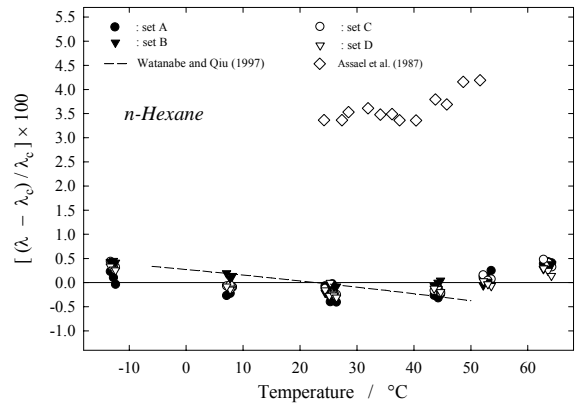 5.5
5.0
4.5
4.0
3.5
3.0
2.5
2.0
1.5
1.0
0.5
0.0
-0.5
-1.0
[ (λ − λc) / λc ] × 100
: set A
: set B
Watanabe and Qiu (1997)
: set C
: set D
Assael et al. (1987)
n-Hexane
-10 0 10 20 30 40 50 60 70
Temperature / °C